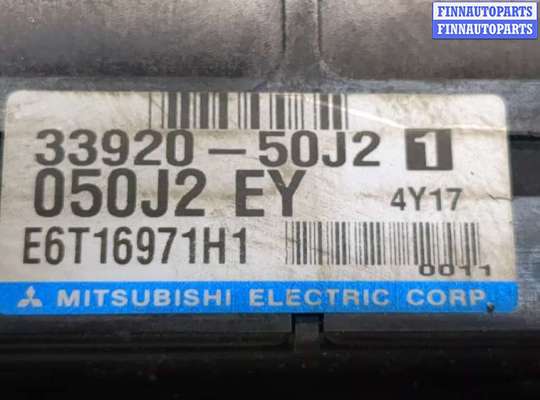 FINNAUTOPARTS
FINNAUTOPARTS
33920-50J2 1
050J2 EY 4Y17
E6T16971H1
0011
MITSUBISHI ELECTRIC CORP.